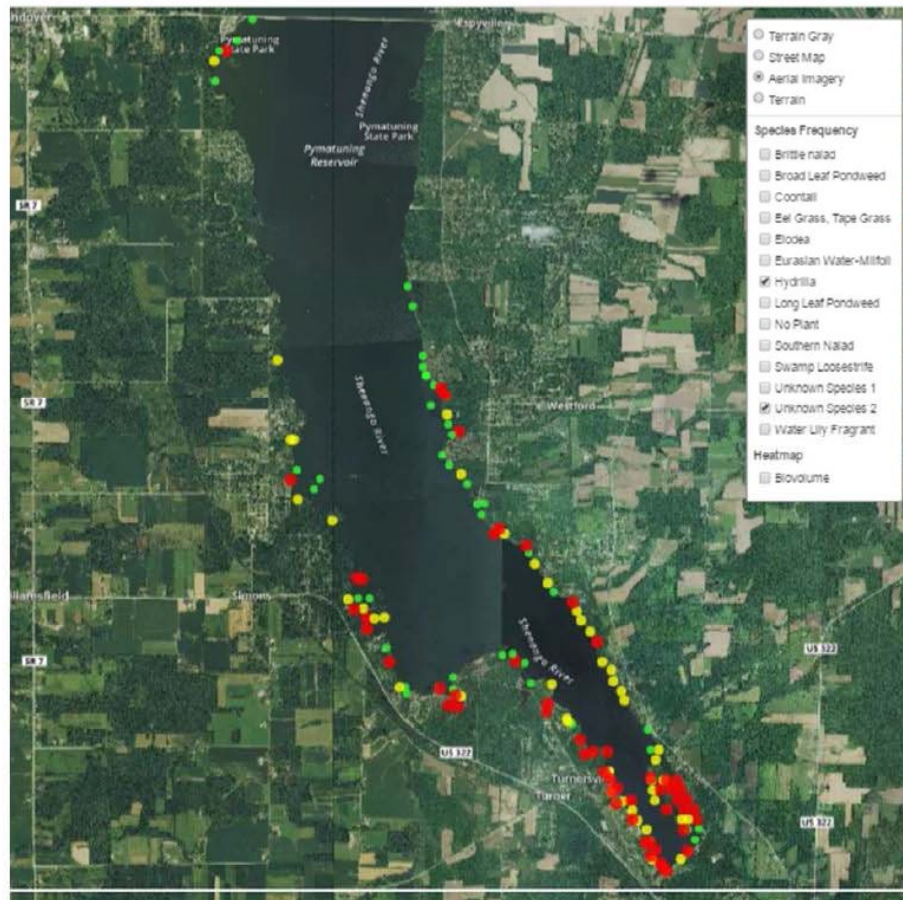 Espyville
Pymatuning
State Park
Shenango River
Pymatuning
State Park
Pymatuning
Reservoir
SR 7
SR 7
Shenango River
Westford
Simons
Shenango River
SR 7
US 322
US 322
Turner
US 322
Terrain Gray
Street Map
Aerial Imagery
Terrain
Species Frequency
Brittle naiad
Broad Leaf Pondweed
Coontail
Eel Grass, Tape Grass
Elodea
Eurasian Water-Milfoil
Hydrilla
Long Leaf Pondweed
No Plant
Southern Naiad
Swamp Loosestrife
Unknown Species 1
Unknown Species 2
Water Lily Fragrant
Heatmap
Biovolume